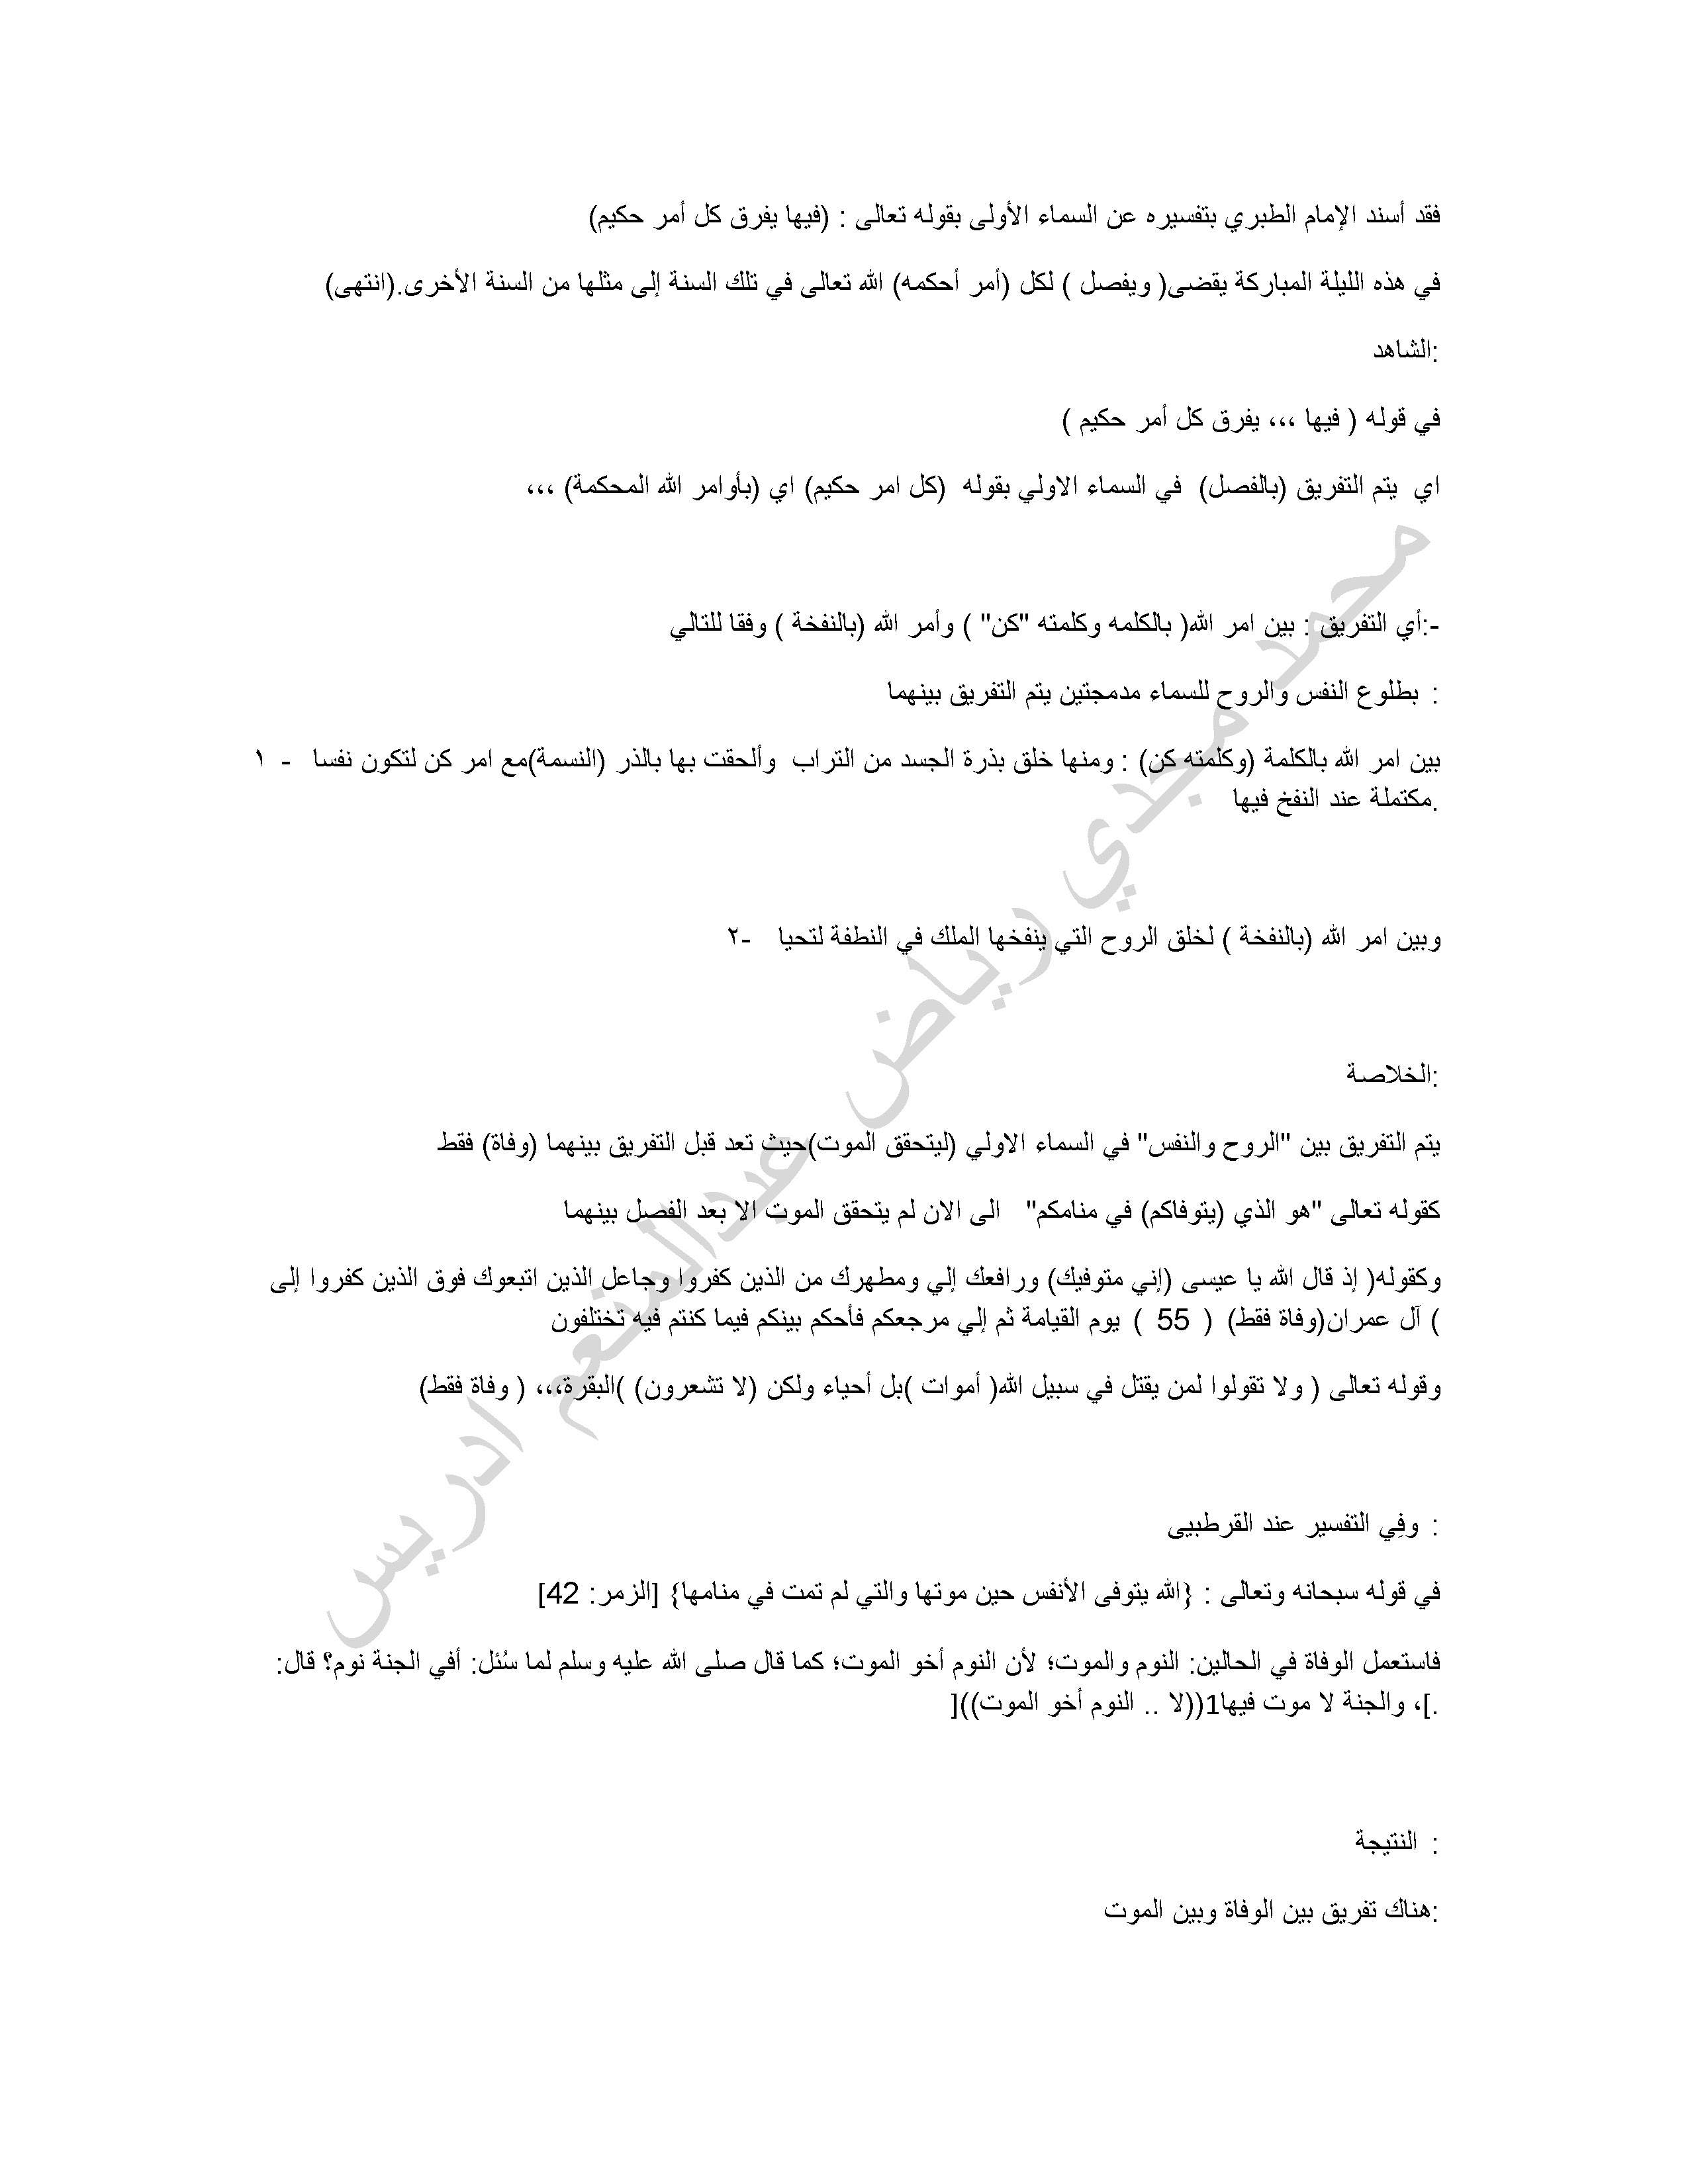 فقد أسند الإمام الطبري بتفسيره عن السماء الأولى بقوله تعالى : (فيها يفرق كل أمر حكيم)
في هذه الليلة المباركة يقضى( ويفصل ) لكل (أمر أحكمه) الله تعالى في تلك السنة إلى مثلها من السنة الأخرى.(انتهى)
:الشاهد
في قوله ( فيها ،،، يفرق كل أمر حكيم )
اي يتم التفريق (بالفصل) في السماء الاولي بقوله (كل امر حكيم) اي (بأوامر الله المحكمة) ،،،
-:أي التفريق : بين امر الله( بالكلمه وكلمته "كن" ) وأمر الله (بالنفخة ) وفقا للتالي
: بطلوع النفس والروح للسماء مدمجتين يتم التفريق بينهما
بين امر الله بالكلمة (وكلمته كن) : ومنها خلق بذرة الجسد من التراب وألحقت بها بالذر (النسمة)مع امر كن لتكون نفسا - ١
.مكتملة عند النفخ فيها
وبين امر الله (بالنفخة ) لخلق الروح التي ينفخها الملك في النطفة لتحيا -٢
:الخلاصة
يتم التفريق بين "الروح والنفس" في السماء الاولي (ليتحقق الموت)حيث تعد قبل التفريق بينهما (وفاة) فقط
كقوله تعالى "هو الذي (يتوفاكم) في منامكم" الى الان لم يتحقق الموت الا بعد الفصل بينهما
وكقوله( إذ قال الله يا عيسى (إني متوفيك) ورافعك إلي ومطهرك من الذين كفروا وجاعل الذين اتبعوك فوق الذين كفروا إلى
) آل عمران(وفاة فقط) ( 55 ) يوم القيامة ثم إلي مرجعكم فأحكم بينكم فيما كنتم فيه تختلفون
وقوله تعالى ( ولا تقولوا لمن يقتل في سبيل الله( أموات )بل أحياء ولكن (لا تشعرون) )البقرة،،، ( وفاة فقط)
: وفِي التفسير عند القرطبيى
في قوله سبحانه وتعالى : {الله يتوفى الأنفس حين موتها والتي لم تمت في منامها} [الزمر: 42]
فاستعمل الوفاة في الحالين: النوم والموت؛ لأن النوم أخو الموت؛ كما قال صلى الله عليه وسلم لما سُئل: أفي الجنة نوم؟ قال:
.]، والجنة لا موت فيها1((لا .. النوم أخو الموت))[
: النتيجة
:هناك تفريق بين الوفاة وبين الموت
محمد مجدي رياض عبدالمنعم ادريس